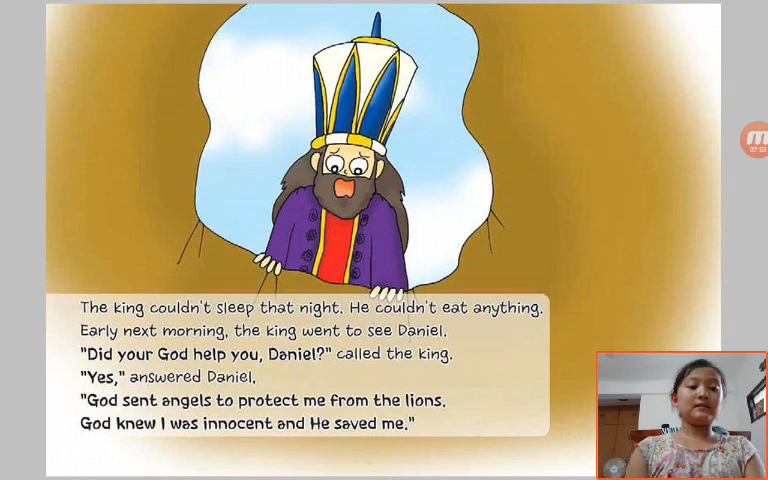 The king couldn't sleep that night. He couldn't eat anything.
Early next morning, the king went to see Daniel.
"Did your God help you, Daniel?" called the king.
"Yes," answered Daniel,
"God sent angels to protect me from the lions.
God knew I was innocent and He saved me."
07:53